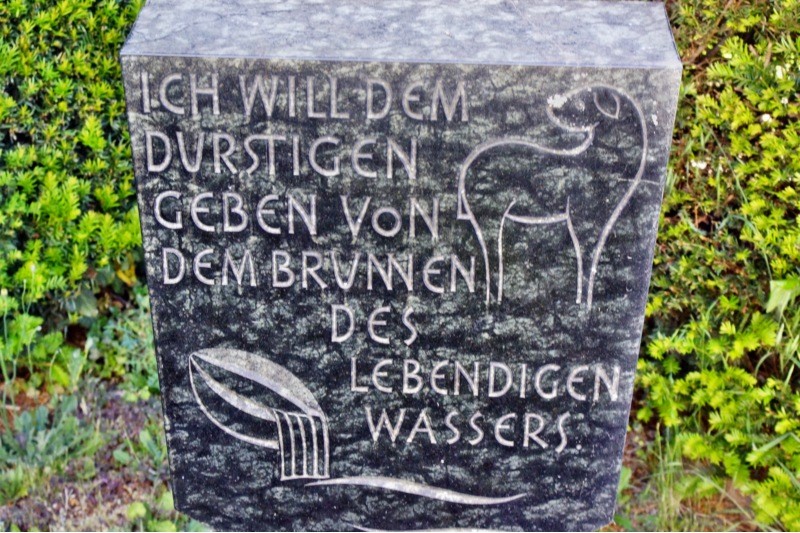 ICH WILL DEM
DURSTIGEN
GEBEN VON
DEM BRUNNEN
DES
LEBENDIGEN
WASSERS.